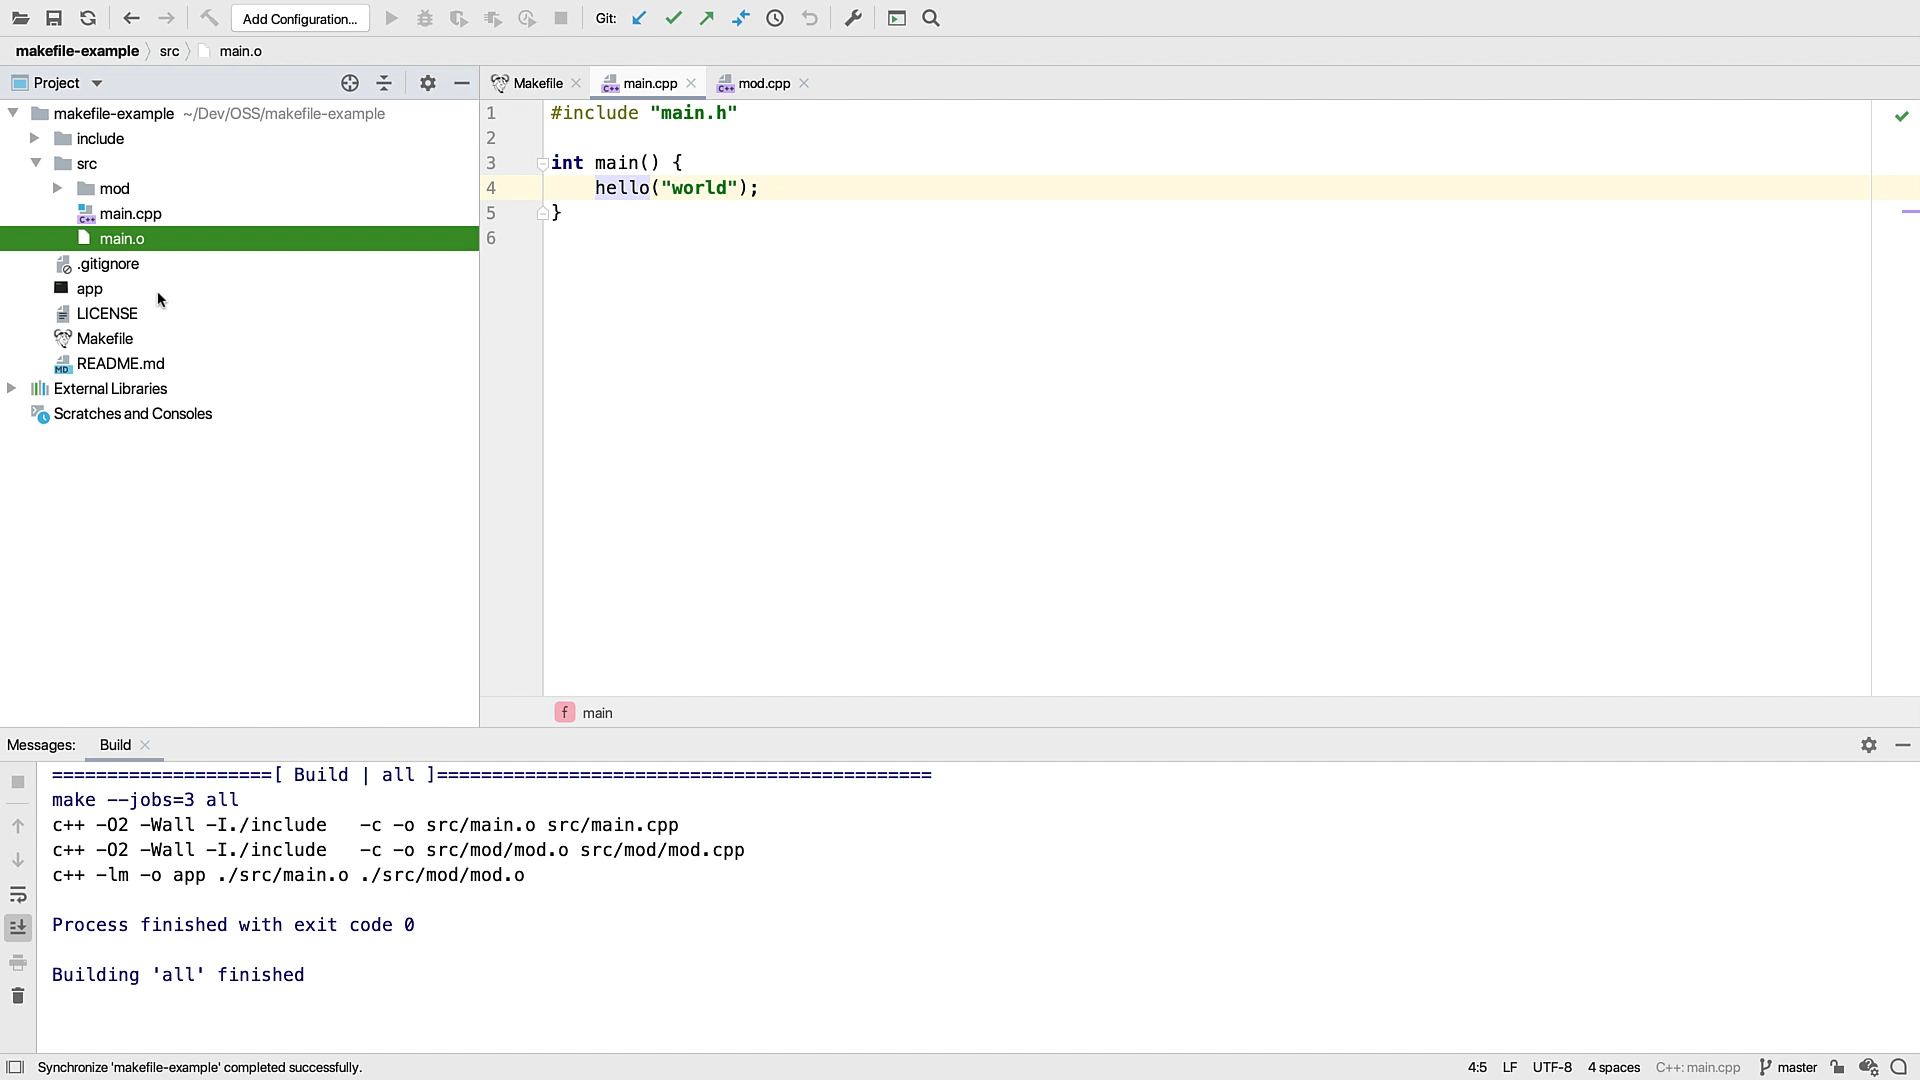 Add Configuration...
Git:
makefile-example
src
main.o
Project
Makefile
main.cpp
mod.cpp
makefile-example ~/Dev/OSS/makefile-example
include
src
mod
main.cpp
main.o
.gitignore
app
LICENSE
Makefile
README.md
External Libraries
Scratches and Consoles
1 #include "main.h"
2
3 int main() {
4 hello("world");
5 }
6
f main
Messages: Build
====================[ Build | all ]=============================================
make --jobs=3 all
c++ -O2 -Wall -I./include   -c -o src/main.o src/main.cpp
c++ -O2 -Wall -I./include   -c -o src/mod/mod.o src/mod/mod.cpp
c++ -lm -o app ./src/main.o ./src/mod/mod.o
Process finished with exit code 0
Building 'all' finished
Synchronize 'makefile-example' completed successfully.
4:5 LF UTF-8 4 spaces C++: main.cpp master